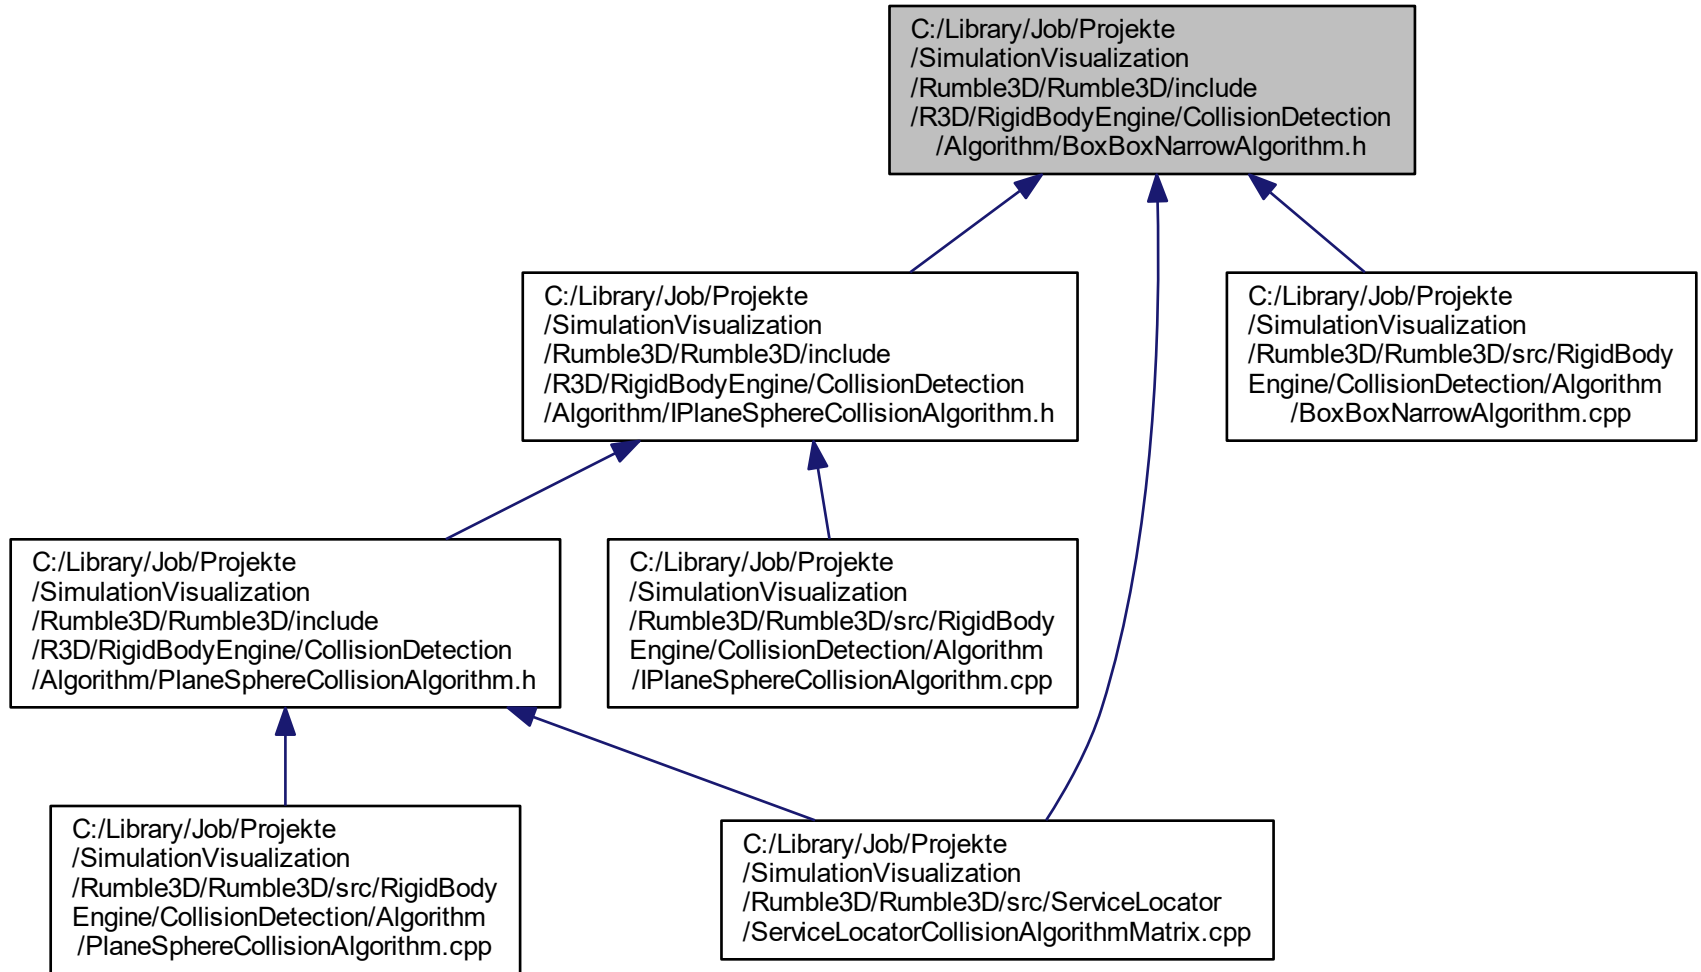 C:/Library/Job/Projekte
/SimulationVisualization
/Rumble3D/Rumble3D/include
/R3D/RigidBodyEngine/CollisionDetection
/Algorithm/BoxBoxNarrowAlgorithm.h
C:/Library/Job/Projekte
/SimulationVisualization
/Rumble3D/Rumble3D/include
/R3D/RigidBodyEngine/CollisionDetection
/Algorithm/IPlaneSphereCollisionAlgorithm.h
C:/Library/Job/Projekte
/SimulationVisualization
/Rumble3D/Rumble3D/src/RigidBody
Engine/CollisionDetection/Algorithm
/BoxBoxNarrowAlgorithm.cpp
C:/Library/Job/Projekte
/SimulationVisualization
/Rumble3D/Rumble3D/include
/R3D/RigidBodyEngine/CollisionDetection
/Algorithm/PlaneSphereCollisionAlgorithm.h
C:/Library/Job/Projekte
/SimulationVisualization
/Rumble3D/Rumble3D/src/RigidBody
Engine/CollisionDetection/Algorithm
/IPlaneSphereCollisionAlgorithm.cpp
C:/Library/Job/Projekte
/SimulationVisualization
/Rumble3D/Rumble3D/src/RigidBody
Engine/CollisionDetection/Algorithm
/PlaneSphereCollisionAlgorithm.cpp
C:/Library/Job/Projekte
/SimulationVisualization
/Rumble3D/Rumble3D/src/ServiceLocator
/ServiceLocatorCollisionAlgorithmMatrix.cpp